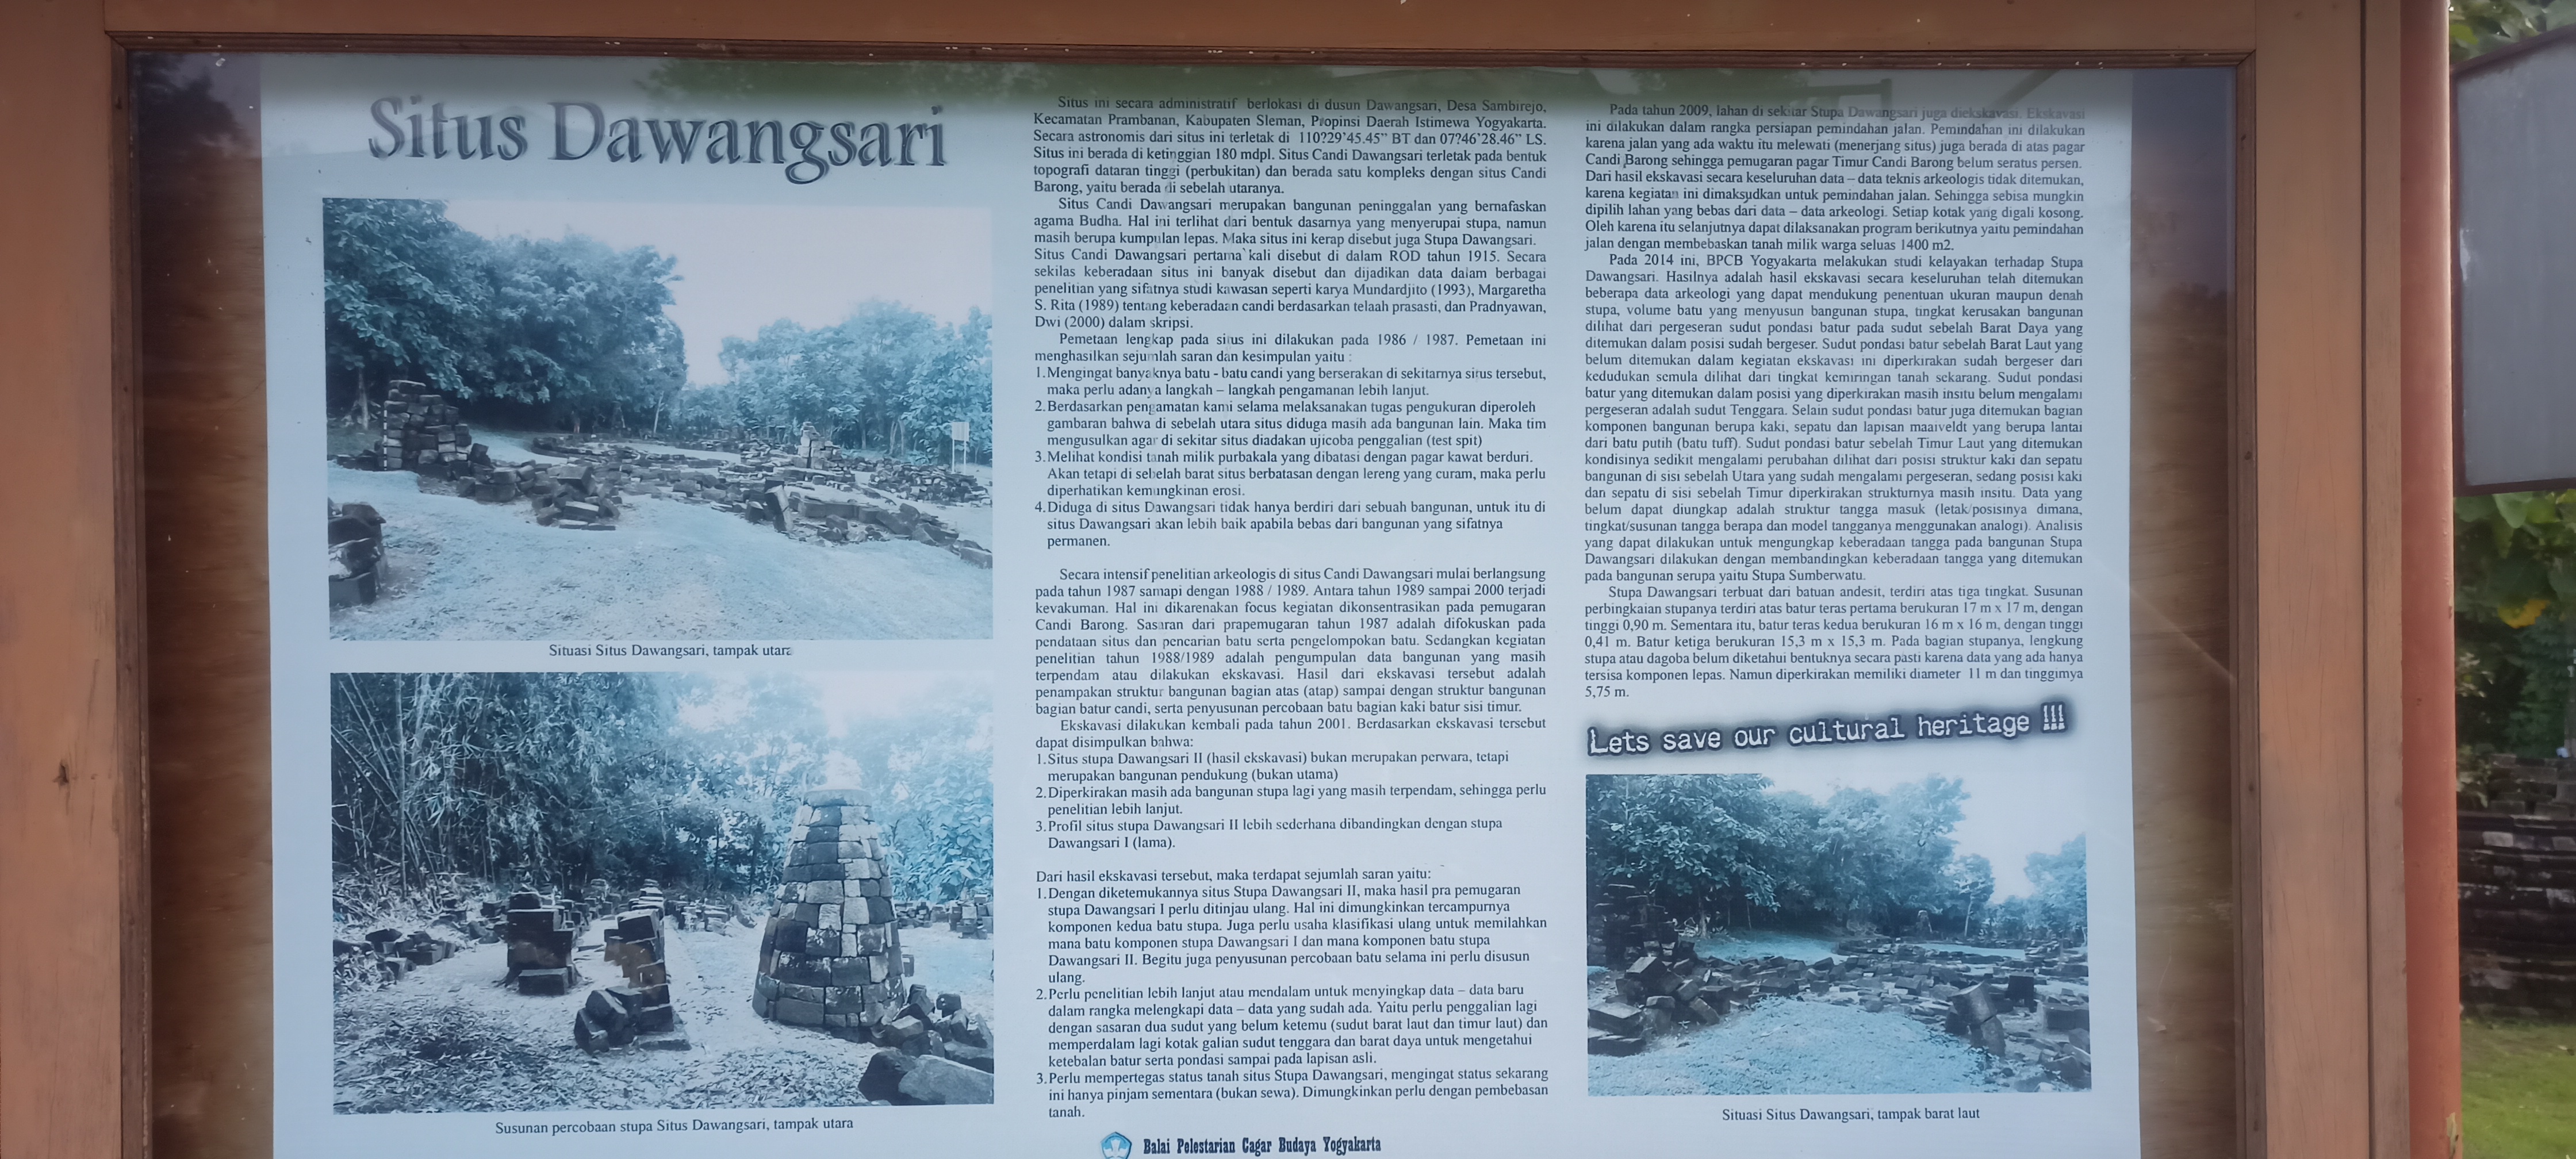 Situs Dawangsari
Situasi Situs Dawangsari, tampak utara
Susunan percobaan stupa Situs Dawangsari, tampak utara
Situs ini secara administratif berlokasi di dusun Dawangsari, Desa Sambirejo,
Kecamatan Prambanan, Kabupaten Sleman, Propinsi Daerah Istimewa Yogyakarta.
Secara astronomis dari situs ini terletak di 110?29'45.45" BT dan 07?46'28.46" LS.
Situs ini berada di ketinggian 180 mdpl. Situs Candi Dawangsari terletak pada bentuk
topografi dataran tinggi (perbukitan) dan berada satu kompleks dengan situs Candi
Barong, yaitu berada di sebelah utaranya.
Situs Candi Dawangsari merupakan bangunan peninggalan yang bernafaskan
agama Budha. Hal ini terlihat dari bentuk dasarnya yang menyerupai stupa, namun
masih berupa kumpulan lepas. Maka situs ini kerap disebut juga Stupa Dawangsari.
Situs Candi Dawangsari pertama kali disebut di dalam ROD tahun 1915. Secara
sekilas keberadaan situs ini banyak disebut dan dijadikan data dalam berbagai
penelitian yang sifatnya studi kawasan seperti karya Mundardjito (1993), Margaretha
S. Rita (1989) tentang keberadaan candi berdasarkan telaah prasasti, dan Pradnyawan,
Dwi (2000) dalam skripsi.
Pemetaan lengkap pada situs ini dilakukan pada 1986 / 1987. Pemetaan ini
menghasilkan sejumlah saran dan kesimpulan yaitu :
1.Mengingat banyaknya batu - batu candi yang berserakan di sekitarnya situs tersebut,
maka perlu adanya langkah – langkah pengamanan lebih lanjut.
2.Berdasarkan pengamatan kami selama melaksanakan tugas pengukuran diperoleh
gambaran bahwa di sebelah utara situs diduga masih ada bangunan lain. Maka tim
mengusulkan agar di sekitar situs diadakan ujicoba penggalian (test spit)
3.Melihat kondisi tanah milik purbakala yang dibatasi dengan pagar kawat berduri.
Akan tetapi di sebelah barat situs berbatasan dengan lereng yang curam, maka perlu
diperhatikan kemungkinan erosi.
4.Diduga di situs Dawangsari tidak hanya berdiri dari sebuah bangunan, untuk itu di
situs Dawangsari akan lebih baik apabila bebas dari bangunan yang sifatnya
permanen.
Secara intensif penelitian arkeologis di situs Candi Dawangsari mulai berlangsung
pada tahun 1987 samapi dengan 1988 / 1989. Antara tahun 1989 sampai 2000 terjadi
kevakuman. Hal ini dikarenakan focus kegiatan dikonsentrasikan pada pemugaran
Candi Barong. Sasaran dari prapemugaran tahun 1987 adalah difokuskan pada
pendataan situs dan pencarian batu serta pengelompokan batu. Sedangkan kegiatan
penelitian tahun 1988/1989 adalah pengumpulan data bangunan yang masih
terpendam atau dilakukan ekskavasi. Hasil dari ekskavasi tersebut adalah
penampakan struktur bangunan bagian atas (atap) sampai dengan struktur bangunan
bagian batur candi, serta penyusunan percobaan batu bagian kaki batur sisi timur.
Ekskavasi dilakukan kembali pada tahun 2001. Berdasarkan ekskavasi tersebut
dapat disimpulkan bahwa:
1.Situs stupa Dawangsari II (hasil ekskavasi) bukan merupakan perwara, tetapi
merupakan bangunan pendukung (bukan utama)
2.Diperkirakan masih ada bangunan stupa lagi yang masih terpendam, sehingga perlu
penelitian lebih lanjut.
3.Profil situs stupa Dawangsari II lebih sederhana dibandingkan dengan stupa
Dawangsari I (lama).
Dari hasil ekskavasi tersebut, maka terdapat sejumlah saran yaitu:
1.Dengan diketemukannya situs Stupa Dawangsari II, maka hasil pra pemugaran
stupa Dawangsari I perlu ditinjau ulang. Hal ini dimungkinkan tercampurnya
komponen kedua batu stupa. Juga perlu usaha klasifikasi ulang untuk memilahkan
mana batu komponen stupa Dawangsari I dan mana komponen batu stupa
Dawangsari II. Begitu juga penyusunan percobaan batu selama ini perlu disusun
ulang.
2.Perlu penelitian lebih lanjut atau mendalam untuk menyingkap data – data baru
dalam rangka melengkapi data – data yang sudah ada. Yaitu perlu penggalian lagi
dengan sasaran dua sudut yang belum ketemu (sudut barat laut dan timur laut) dan
memperdalam lagi kotak galian sudut tenggara dan barat daya untuk mengetahui
ketebalan batur serta pondasi sampai pada lapisan asli.
3.Perlu mempertegas status tanah situs Stupa Dawangsari, mengingat status sekarang
ini hanya pinjam sementara (bukan sewa). Dimungkinkan perlu dengan pembebasan
tanah.
Balai Pelestarian Cagar Budaya Yogyakarta
Pada tahun 2009, lahan di sekitar Stupa Dawangsari juga diekskavasi. Ekskavasi
ini dilakukan dalam rangka persiapan pemindahan jalan. Pemindahan ini dilakukan
karena jalan yang ada waktu itu melewati (menerjang situs) juga berada di atas pagar
Candi Barong sehingga pemugaran pagar Timur Candi Barong belum seratus persen.
Dari hasil ekskavasi secara keseluruhan data – data teknis arkeologis tidak ditemukan,
karena kegiatan ini dimaksudkan untuk pemindahan jalan. Sehingga sebisa mungkin
dipilih lahan yang bebas dari data – data arkeologi. Setiap kotak yang digali kosong.
Oleh karena itu selanjutnya dapat dilaksanakan program berikutnya yaitu pemindahan
jalan dengan membebaskan tanah milik warga seluas 1400 m2.
Pada 2014 ini, BPCB Yogyakarta melakukan studi kelayakan terhadap Stupa
Dawangsari. Hasilnya adalah hasil ekskavasi secara keseluruhan telah ditemukan
beberapa data arkeologi yang dapat mendukung penentuan ukuran maupun denah
stupa, volume batu yang menyusun bangunan stupa, tingkat kerusakan bangunan
dilihat dari pergeseran sudut pondasi batur pada sudut sebelah Barat Daya yang
ditemukan dalam posisi sudah bergeser. Sudut pondasi batur sebelah Barat Laut yang
belum ditemukan dalam kegiatan ekskavasi ini diperkirakan sudah bergeser dari
kedudukan semula dilihat dari tingkat kemiringan tanah sekarang. Sudut pondasi
batur yang ditemukan dalam posisi yang diperkirakan masih insitu belum mengalami
pergeseran adalah sudut Tenggara. Selain sudut pondasi batur juga ditemukan bagian
komponen bangunan berupa kaki, sepatu dan lapisan maaiveldt yang berupa lantai
dari batu putih (batu tuff). Sudut pondasi batur sebelah Timur Laut yang ditemukan
kondisinya sedikit mengalami perubahan dilihat dari posisi struktur kaki dan sepatu
bangunan di sisi sebelah Utara yang sudah mengalami pergeseran, sedang posisi kaki
dan sepatu di sisi sebelah Timur diperkirakan strukturnya masih insitu. Data yang
belum dapat diungkap adalah struktur tangga masuk (letak/posisinya dimana,
tingkat/susunan tangga berapa dan model tangganya menggunakan analogi). Analisis
yang dapat dilakukan untuk mengungkap keberadaan tangga pada bangunan Stupa
Dawangsari dilakukan dengan membandingkan keberadaan tangga yang ditemukan
pada bangunan serupa yaitu Stupa Sumberwatu.
Stupa Dawangsari terbuat dari batuan andesit, terdiri atas tiga tingkat. Susunan
perbingkaian stupanya terdiri atas batur teras pertama berukuran 17 m x 17 m, dengan
tinggi 0,90 m. Sementara itu, batur teras kedua berukuran 16 m x 16 m, dengan tinggi
0,41 m. Batur ketiga berukuran 15,3 m x 15,3 m. Pada bagian stupanya, lengkung
stupa atau dagoba belum diketahui bentuknya secara pasti karena data yang ada hanya
tersisa komponen lepas. Namun diperkirakan memiliki diameter 11 m dan tinggimya
5,75 m.
Lets save our cultural heritage !!!
Situasi Situs Dawangsari, tampak barat laut